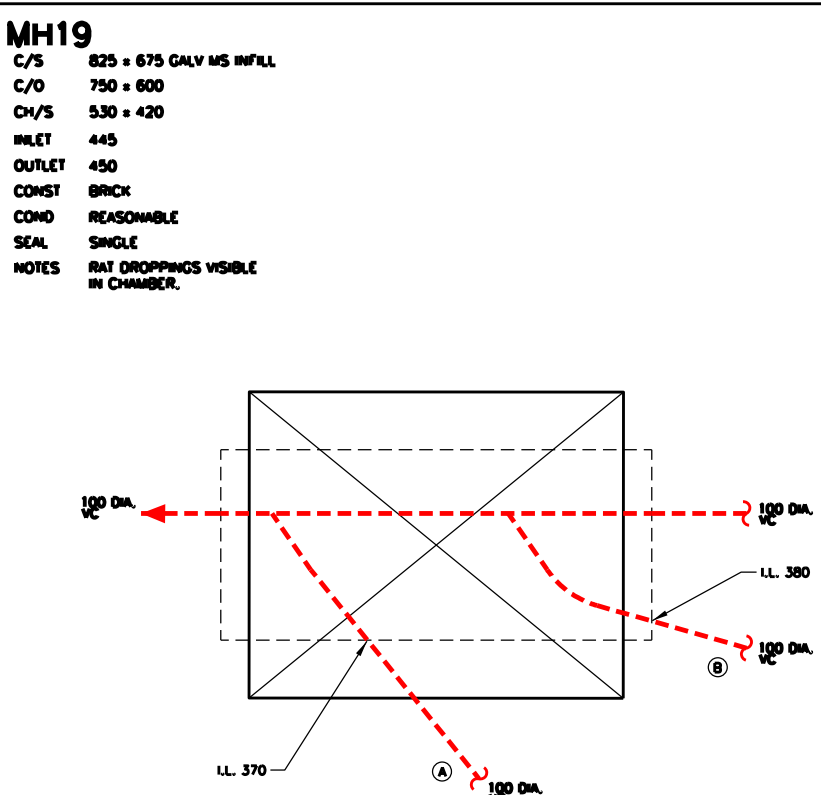 MH19
C/S 825 x 675 GALV MS INFILL
C/O 750 x 600
CH/S 530 x 420
INLET 445
OUTLET 450
CONST BRICK
COND REASONABLE
SEAL SINGLE
NOTES RAT DROPPINGS VISIBLE
IN CHAMBER.
100 DIA.
VC
100 DIA.
VC
I.L. 380
100 DIA.
VC
B
I.L. 370
A
100 DIA.